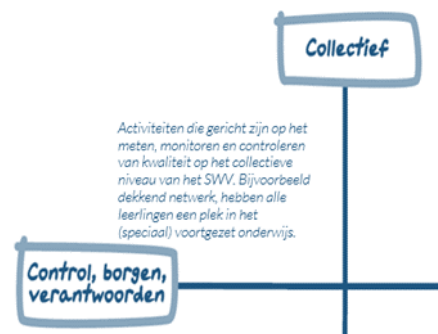 Collectief
Activiteiten die gericht zijn op het
meten, monitoren en controleren
van kwaliteit op het collectieve
niveau van het SWV. Bijvoorbeeld
dekkend netwerk, hebben alle
leerlingen een plek in het
(speciaal) voortgezet onderwijs.
Control, borgen,
verantwoorden